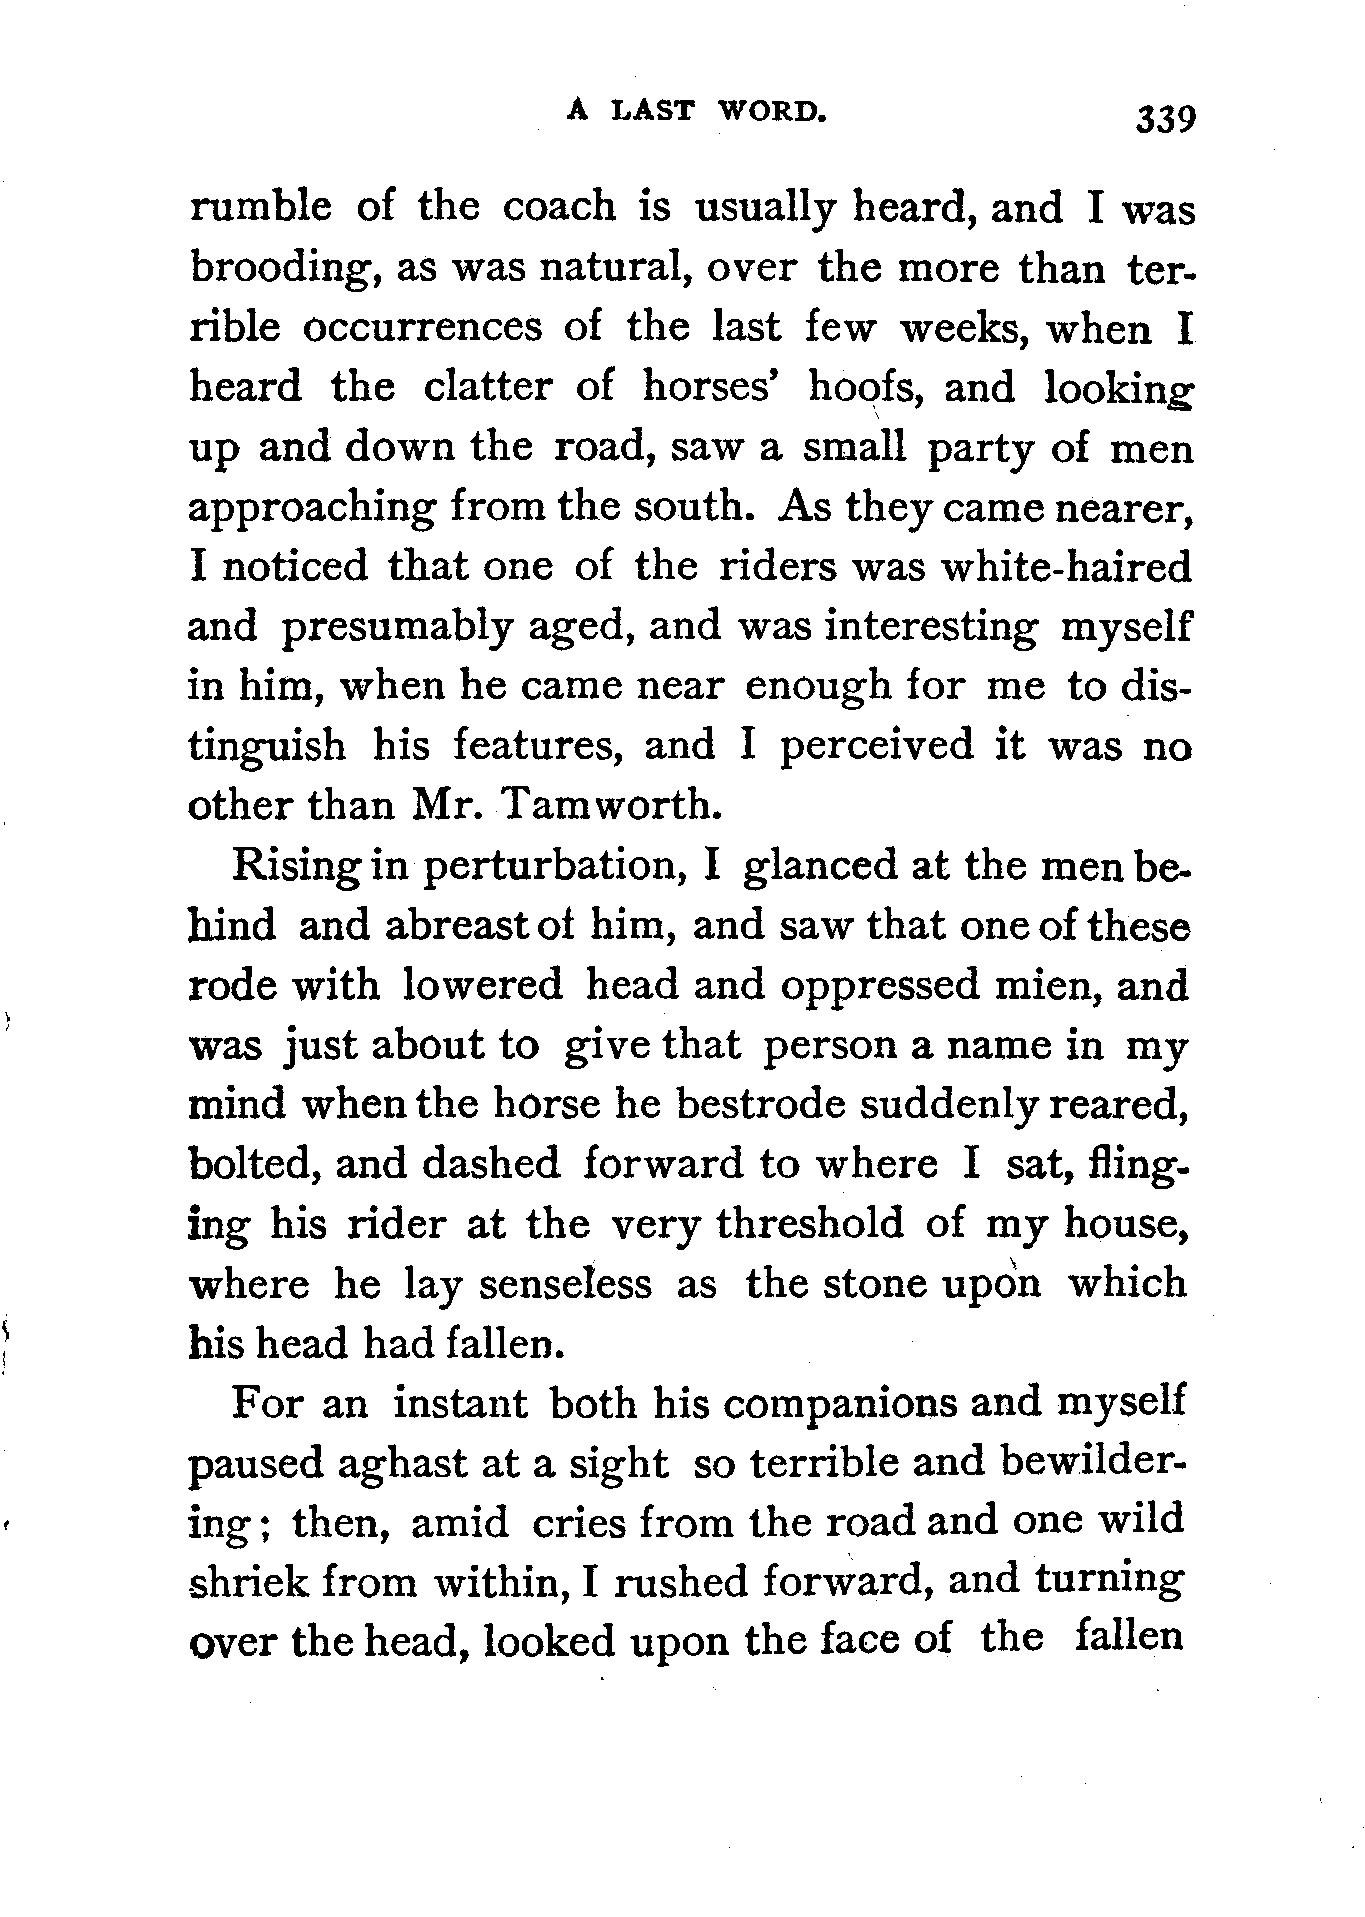 A LAST WORD. 339
rumble of the coach is usually heard, and I was
brooding, as was natural, over the more than ter-
rible occurrences of the last few weeks, when I
heard the clatter of horses' hoofs, and looking
up and down the road, saw a small party of men
approaching from the south. As they came nearer,
I noticed that one of the riders was white-haired
and presumably aged, and was interesting myself
in him, when he came near enough for me to dis-
tinguish his features, and I perceived it was no
other than Mr. Tamworth.
Rising in perturbation, I glanced at the men be-
hind and abreast of him, and saw that one of these
rode with lowered head and oppressed mien, and
was just about to give that person a name in my
mind when the horse he bestrode suddenly reared,
bolted, and dashed forward to where I sat, fling-
ing his rider at the very threshold of my house,
where he lay senseless as the stone upon which
his head had fallen.
For an instant both his companions and myself
paused aghast at a sight so terrible and bewilder-
ing; then, amid cries from the road and one wild
shriek from within, I rushed forward, and turning
over the head, looked upon the face of the fallen